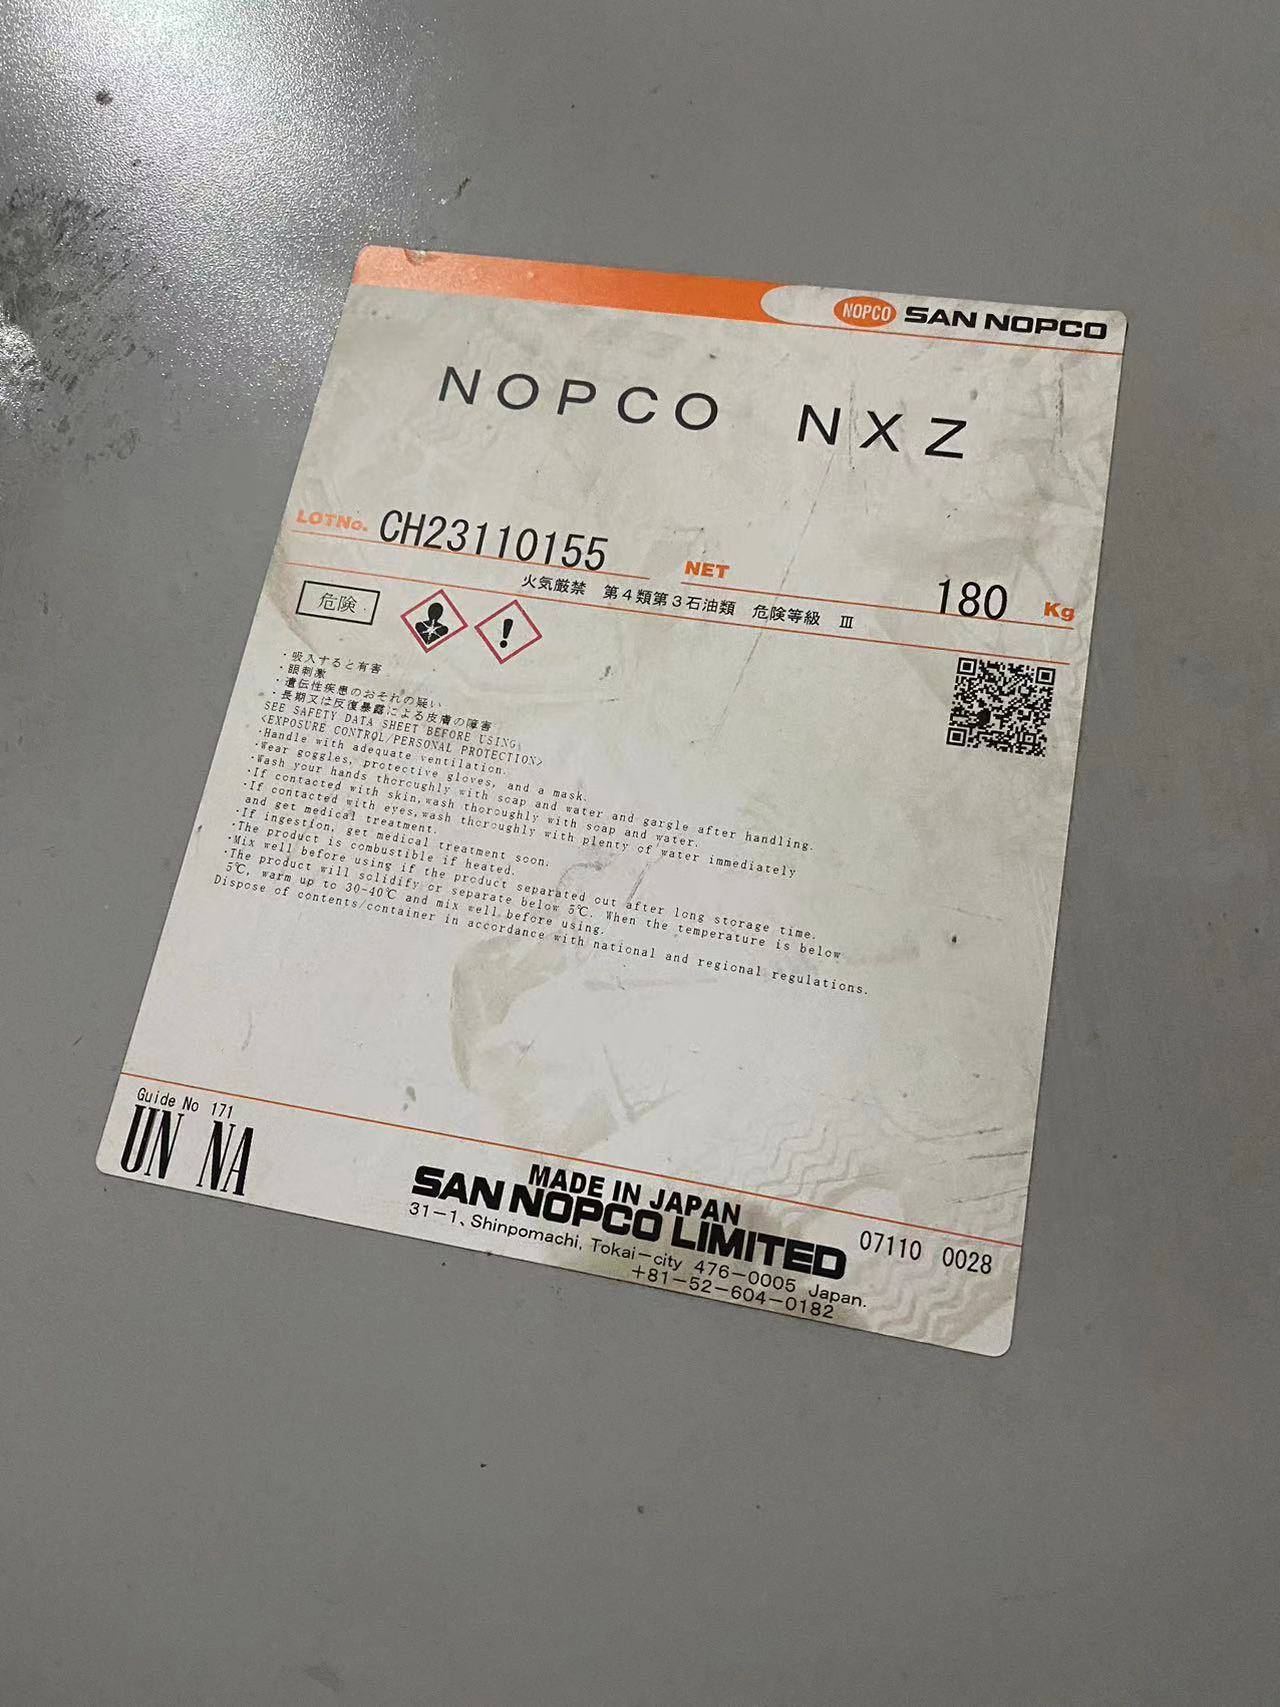 NOPCO SAN NOPCO
NOPCO NXZ
LOTNo. CH23110155
NET 180 Kg
火気厳禁 第4類第3石油類 危険等級 Ⅲ
危険
・吸入すると有害
・眼刺激
・遺伝性疾患のおそれの疑い
・長期又は反復暴露による皮膚の障害
SEE SAFETY DATA SHEET BEFORE USING;
<EXPOSURE CONTROL/PERSONAL PROTECTION>
・Handle with adequate ventilation.
・Wear goggles, protective gloves, and a mask.
・Wash your hands thoroughly with soap and water and gargle after handling.
・If contacted with skin,wash thoroughly with soap and water.
・If contacted with eyes,wash thoroughly with plenty of water immediately
and get medical treatment.
・If ingestion, get medical treatment soon.
・The product is combustible if heated.
・Mix well before using if the product separated out after long storage time.
・The product will solidify or separate below 5℃. When the temperature is below
5℃, warm up to 30-40℃ and mix well before using.
Dispose of contents/container in accordance with national and regional regulations.
Guide No 171
UN NA
MADE IN JAPAN
SAN NOPCO LIMITED
31-1、Shinpomachi, Tokai-city 476-0005 Japan.
+81-52-604-0182
07110 0028